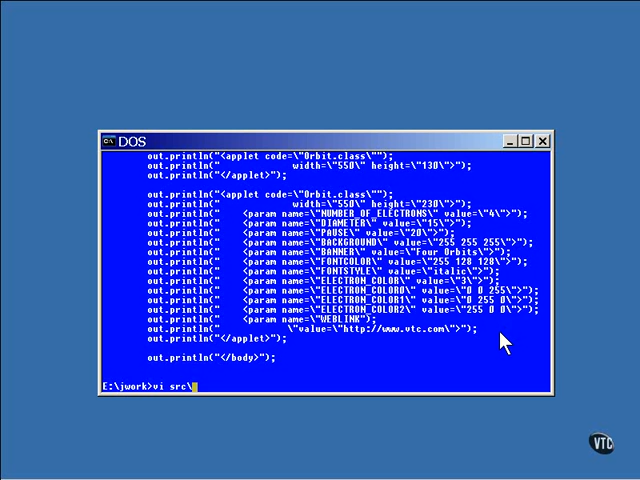 DOS
out.println("<applet code=\"Orbit.class\"");
out.println("             width=\"550\" height=\"130\">");
out.println("</applet>");
out.println("<applet code=\"Orbit.class\"");
out.println("             width=\"550\" height=\"230\">");
out.println("    <param name=\"NUMBER_OF_ELECTRONS\" value=\"4\">");
out.println("    <param name=\"DIAMETER\" value=\"15\">");
out.println("    <param name=\"PAUSE\" value=\"20\">");
out.println("    <param name=\"BACKGROUND\" value=\"255 255 255\">");
out.println("    <param name=\"BANNER\" value=\"Four Orbits\">");
out.println("    <param name=\"FONTCOLOR\" value=\"255 128 128\">");
out.println("    <param name=\"FONTSTYLE\" value=\"italic\">");
out.println("    <param name=\"ELECTRON_COLOR\" value=\"3\">");
out.println("    <param name=\"ELECTRON_COLOR0\" value=\"0 0 255\">");
out.println("    <param name=\"ELECTRON_COLOR1\" value=\"0 255 0\">");
out.println("    <param name=\"ELECTRON_COLOR2\" value=\"255 0 0\">");
out.println("    <param name=\"WEBLINK");
out.println("            \"value=\"http://www.vtc.com\">");
out.println("</applet>");
out.println("</body>");
E:\jwork>vi src\
VTC